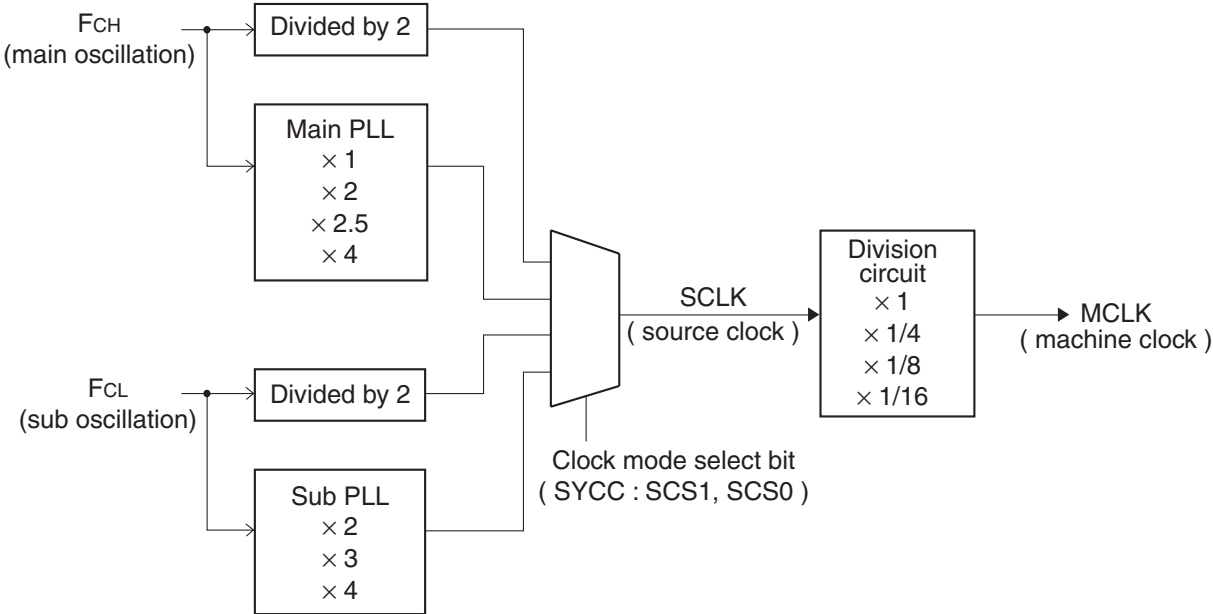 FCH
(main oscillation)
Divided by 2
Main PLL
× 1
× 2
× 2.5
× 4
FCL
(sub oscillation)
Divided by 2
Sub PLL
× 2
× 3
× 4
Clock mode select bit
( SYCC : SCS1, SCS0 )
SCLK
( source clock )
Division
circuit
× 1
× 1/4
× 1/8
× 1/16
MCLK
( machine clock )